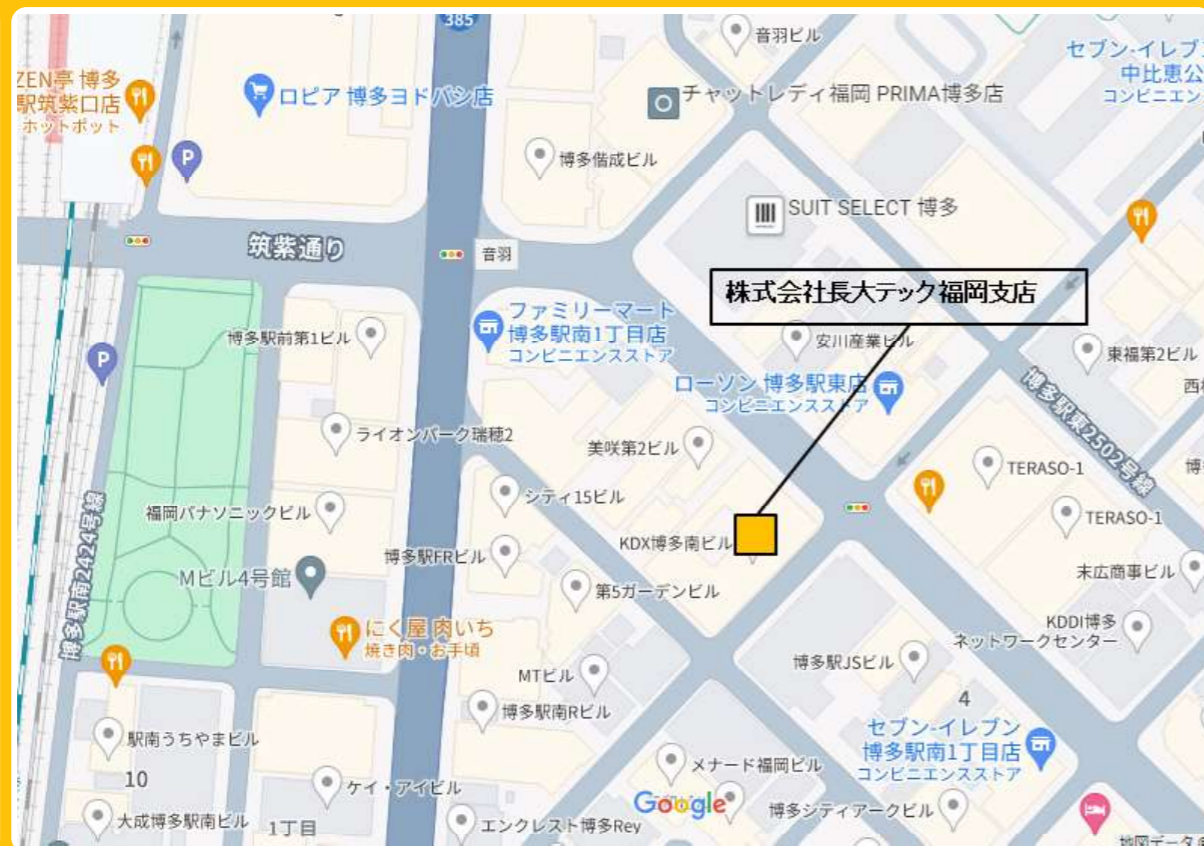 385
音羽ビル
ZEN亭 博多
駅筑紫口店
ホットポット
P
ロピア 博多ヨドバシ店
チャットレディ福岡 PRIMA博多店
セブン-イレブ
中比恵公
コンビニエン
博多偕成ビル
SUIT SELECT 博多
筑紫通り
音羽
株式会社長大テック福岡支店
ファミリーマート
博多駅南1丁目店
コンビニエンスストア
博多駅前第1ビル
安川産業ビル
東福第2ビル
P
ローソン 博多駅東店
コンビニエンスストア
西
博多駅東2502号線
ライオンパーク瑞穂2
美咲第2ビル
TERASO-1
博
シティ15ビル
福岡パナソニックビル
TERASO-1
KDX博多南ビル
博多駅FRビル
Mビル4号館
第5ガーデンビル
末広商事ビル
博多駅南2424号線
にく屋 肉いち
焼き肉・お手頃
KDDI博多
ネットワークセンター
MTビル
博多駅JSビル
4
博多駅南Rビル
セブン-イレブン
博多駅南1丁目店
コンビニエンスストア
駅南うちやまビル
メナード福岡ビル
10
ケイ・アイビル
Google
博多シティアークビル
大成博多駅南ビル
1丁目
エンクレスト博多Rey
地図データ